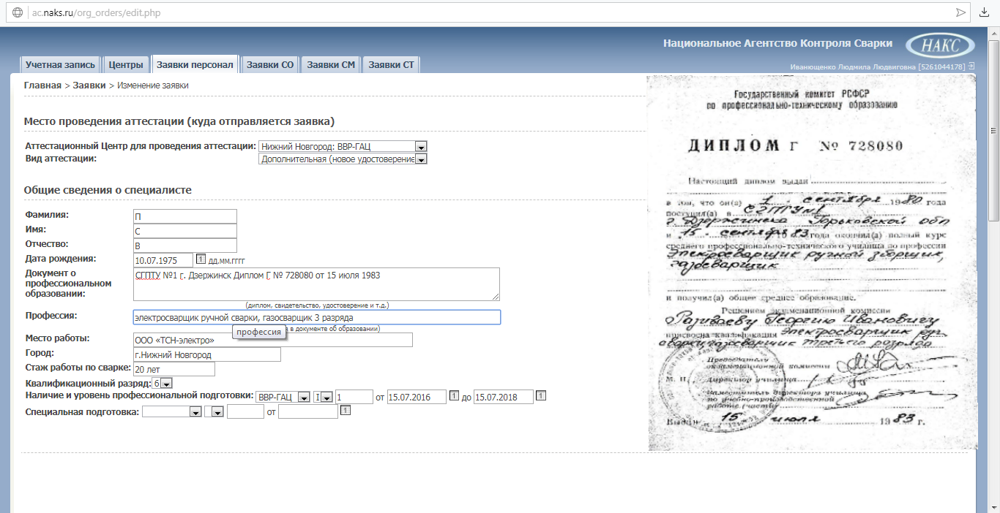 ac.naks.ru/org_orders/edit.php
Национальное Агентство Контроля Сварки
НАКС
Учетная запись
Центры
Заявки персонал
Заявки СО
Заявки СМ
Заявки СТ
Иванющенко Людмила Людвиговна [5261044178]
Главная > Заявки > Изменение заявки
Место проведения аттестации (куда отправляется заявка)
Аттестационный Центр для проведения аттестации: Нижний Новгород: ВВР-ГАЦ
Вид аттестации: Дополнительная (новое удостоверение
Общие сведения о специалисте
Фамилия: П
Имя: С
Отчество: В
Дата рождения: 10.07.1975 1 дд.мм.гггг
Документ о профессиональном образовании: СГПТУ №1 г. Дзержинск Диплом Г № 728080 от 15 июля 1983
(диплом, свидетельство, удостоверение и т.д.)
Профессия: электросварщик ручной сварки, газосварщик 3 разряда
в документе об образовании)
профессия
Место работы: ООО «ТСН-электро»
Город: г.Нижний Новгород
Стаж работы по сварке: 20 лет
Квалификационный разряд: 6
Наличие и уровень профессиональной подготовки: ВВР-ГАЦ I 1 от 15.07.2016 1 до 15.07.2018 1
Специальная подготовка: от 1
Государственный комитет РСФСР
по профессионально-техническому образованию
ДИПЛОМ Г № 728080
Настоящий диплом выдан
в том, что он(а) 1 сентября 1980 года
поступил(а) в СГПТУ №1
г. Дзержинска Горьковской обл
и 15 сентября 1983 года окончил(а) полный курс
среднего профессионально-технического училища по профессии
Электросварщик ручной
газосварщик
и получил(а) общее среднее образование.
Решением экзаменационной комиссии
Георгию Ивановичу
присвоена квалификация Электросварщик руч.
сварки газосварщик третьего разряда
Председатель
экзаменационной комиссии
М. П.
Директор училища
Заместитель директора училища
по учебно-производственной
работе
Выдан 15 июля 1983 г.